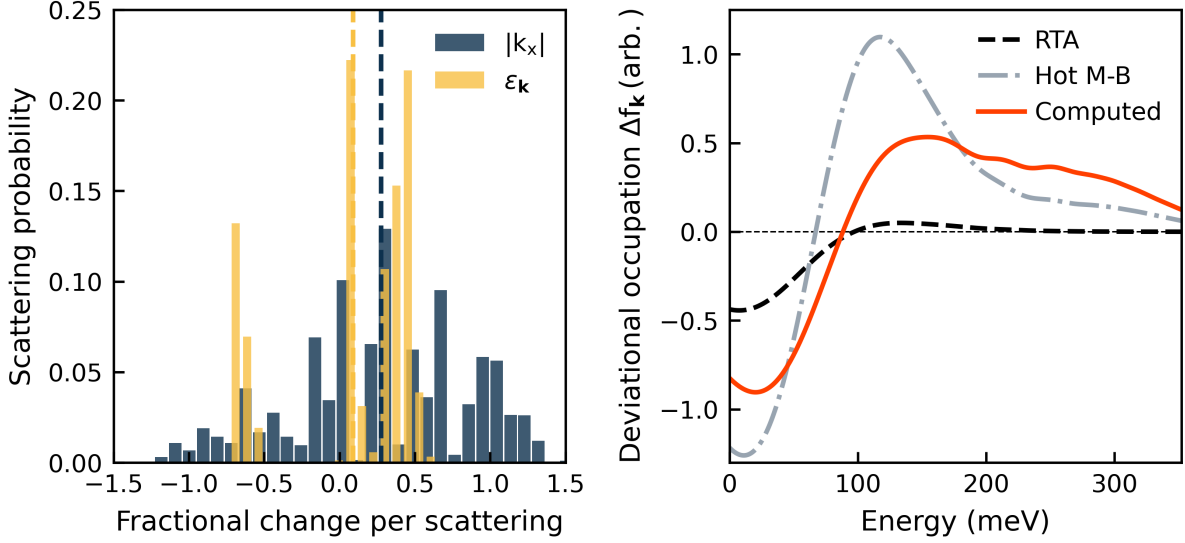 0.25
0.20
0.15
0.10
0.05
0.00
Scattering probability
−1.5 −1.0 −0.5 0.0 0.5 1.0 1.5
Fractional change per scattering
|kₓ|
ε𝐤
1.0
0.5
0.0
−0.5
−1.0
Deviational occupation Δf𝐤 (arb. )
0 100 200 300
Energy (meV)
RTA
Hot M-B
Computed